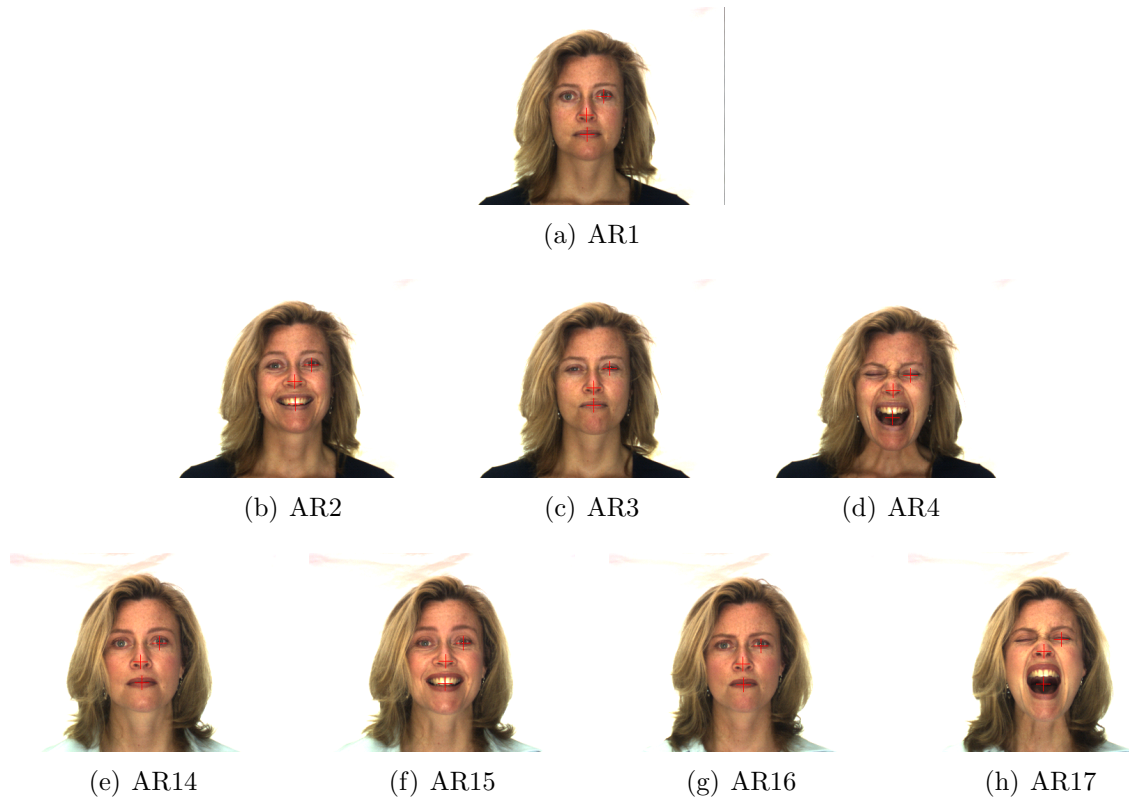 (a) AR1
(b) AR2
(c) AR3
(d) AR4
(e) AR14
(f) AR15
(g) AR16
(h) AR17